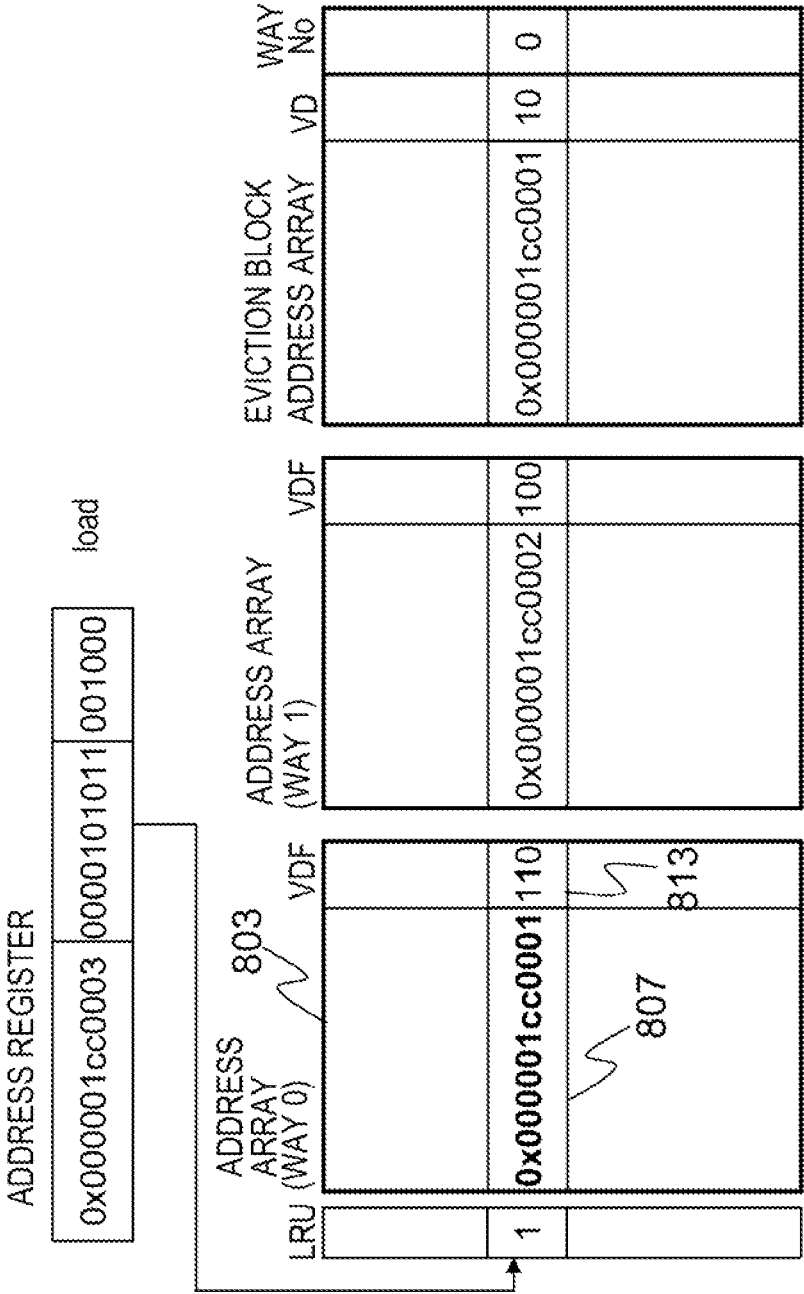 ADDRESS REGISTER
0x000001cc0003 0000101011 001000 load
LRU
ADDRESS
ARRAY
(WAY 0)
803
VDF
ADDRESS ARRAY
(WAY 1)
VDF
EVICTION BLOCK
ADDRESS ARRAY
VD
WAY
No
1 0x000001cc0001 110 0x000001cc0002 100 0x000001cc0001 10 0
807
813